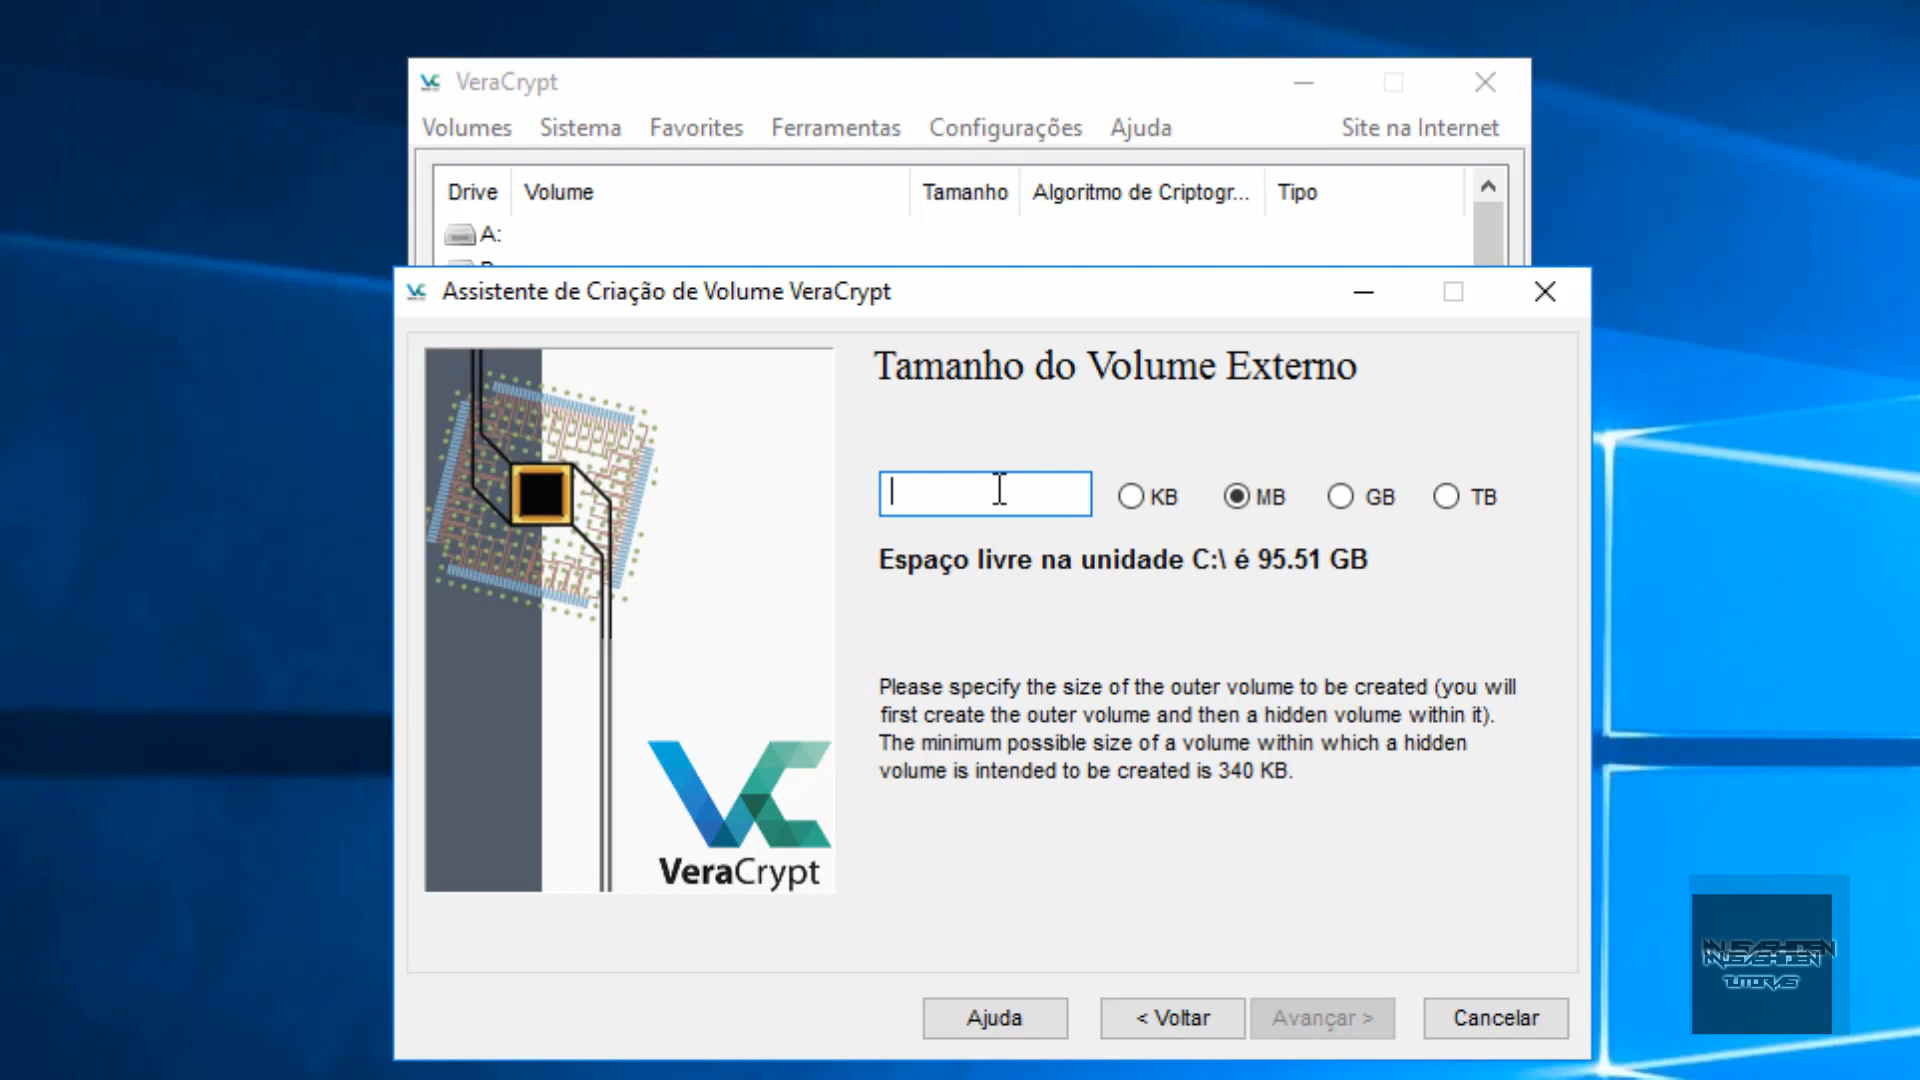 VeraCrypt
Volumes Sistema Favorites Ferramentas Configurações Ajuda Site na Internet
Drive Volume Tamanho Algoritmo de Criptogr... Tipo
A:
Assistente de Criação de Volume VeraCrypt
Tamanho do Volume Externo
KB MB GB TB
Espaço livre na unidade C:\ é 95.51 GB
Please specify the size of the outer volume to be created (you will
first create the outer volume and then a hidden volume within it).
The minimum possible size of a volume within which a hidden
volume is intended to be created is 340 KB.
VeraCrypt
Ajuda < Voltar Avançar > Cancelar